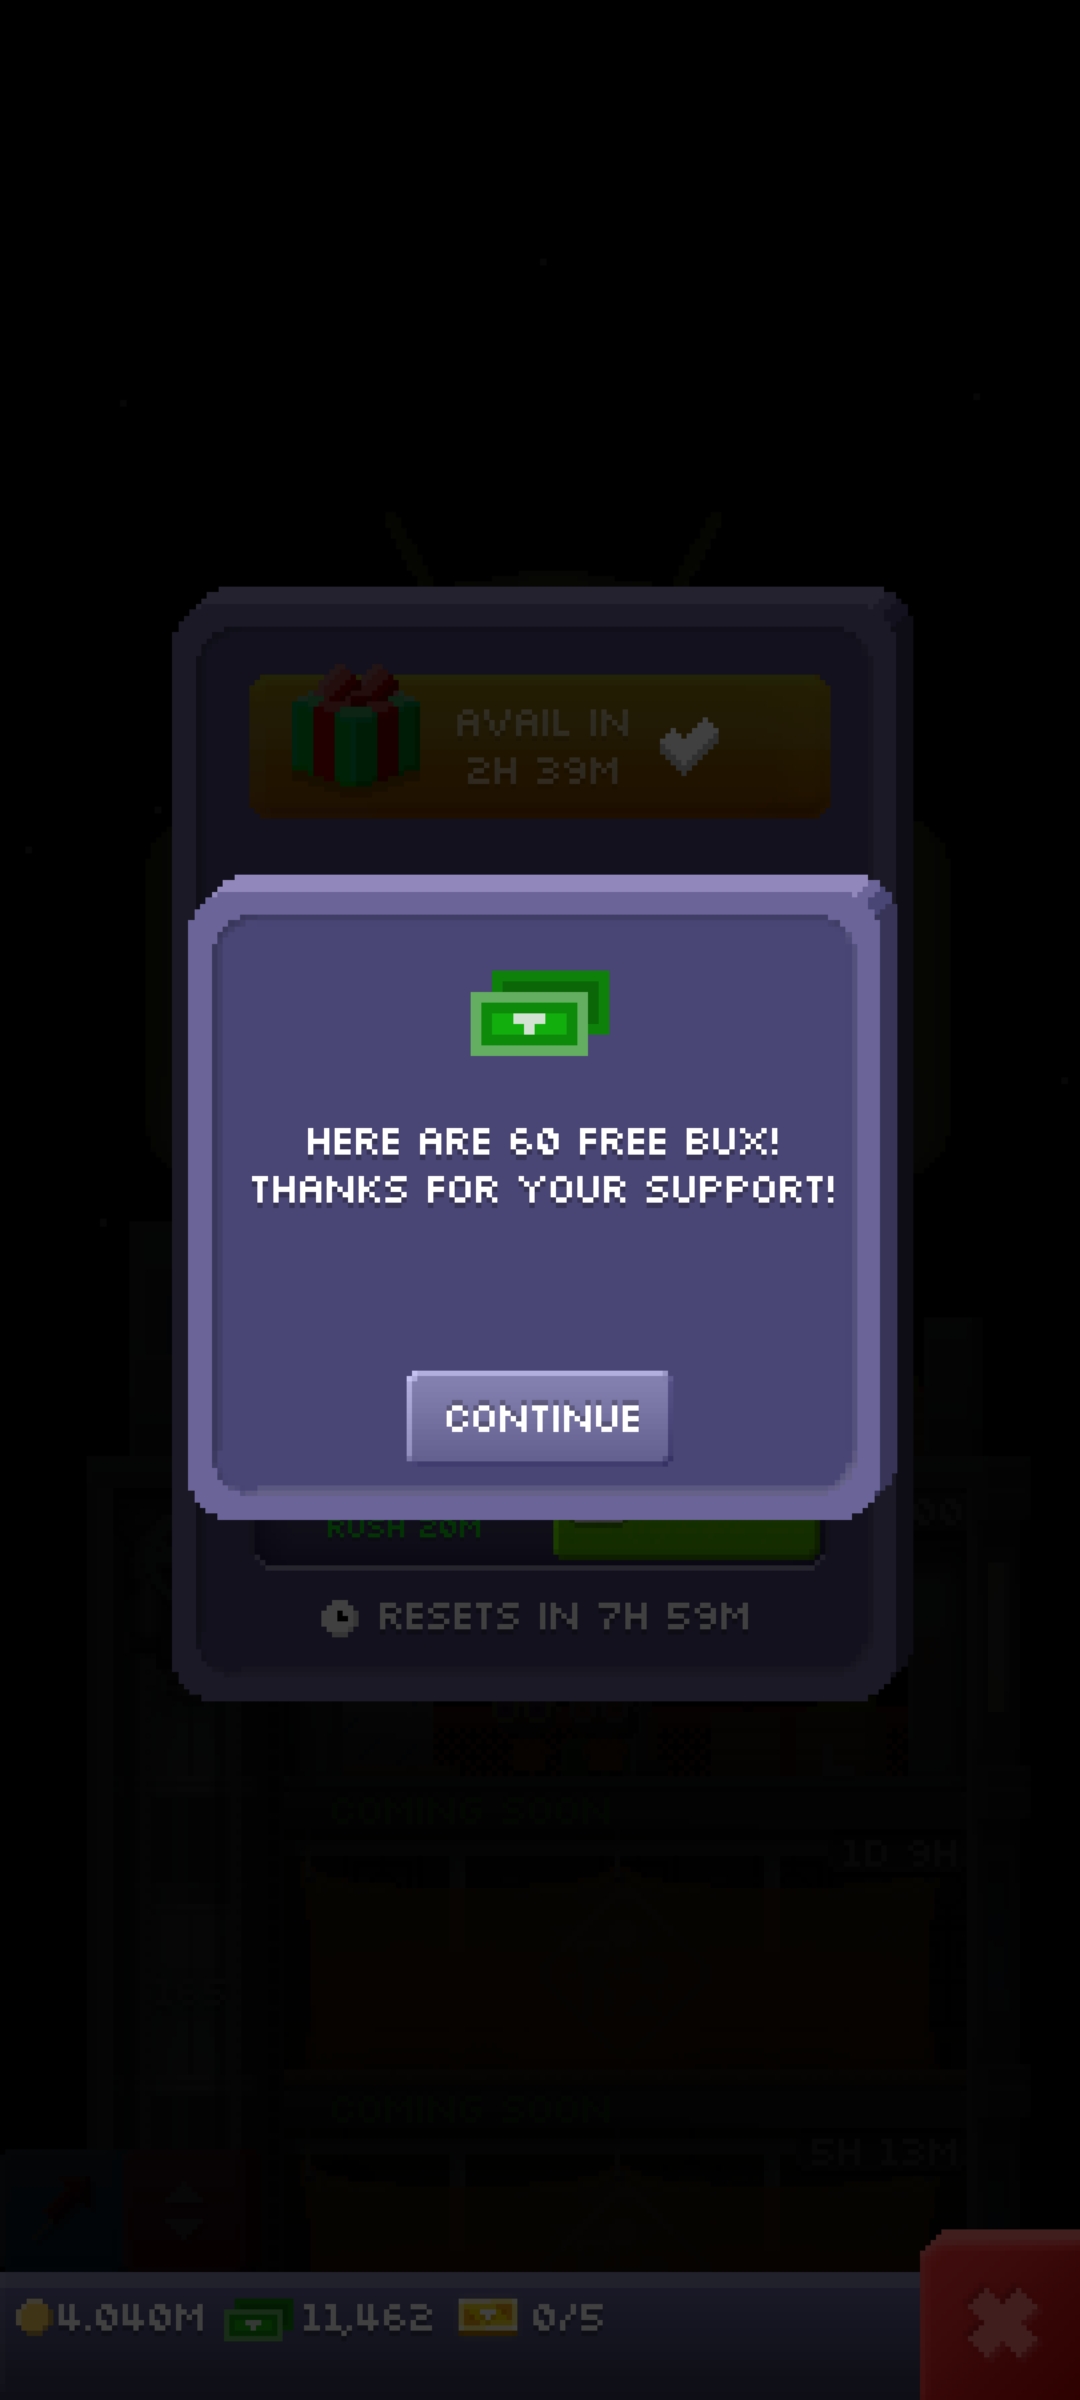 AVAIL IN
2H 39M
HERE ARE 60 FREE BUX!
THANKS FOR YOUR SUPPORT!
CONTINUE
RUSH 20M
RESETS IN 7H 59M
COMING SOON
1D 9H
COMING SOON
5H 13M
4.040M 11,462 0/5